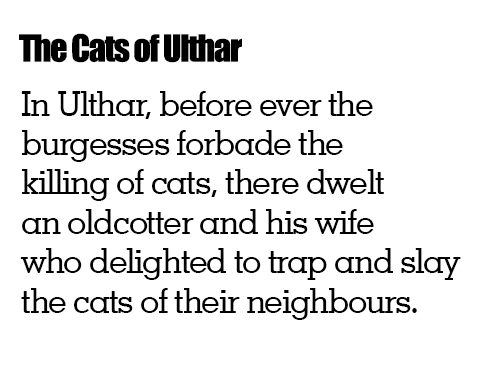 The Cats of Ulthar
In Ulthar, before ever the
burgesses forbade the
killing of cats, there dwelt
an oldcotter and his wife
who delighted to trap and slay
the cats of their neighbours.